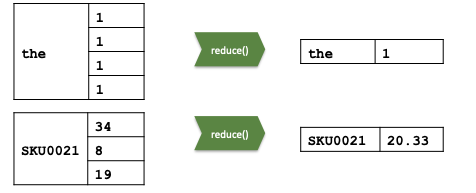 the
1
1
1
1
reduce()
the 1
SKU0021
34
8
19
reduce()
SKU0021 20.33